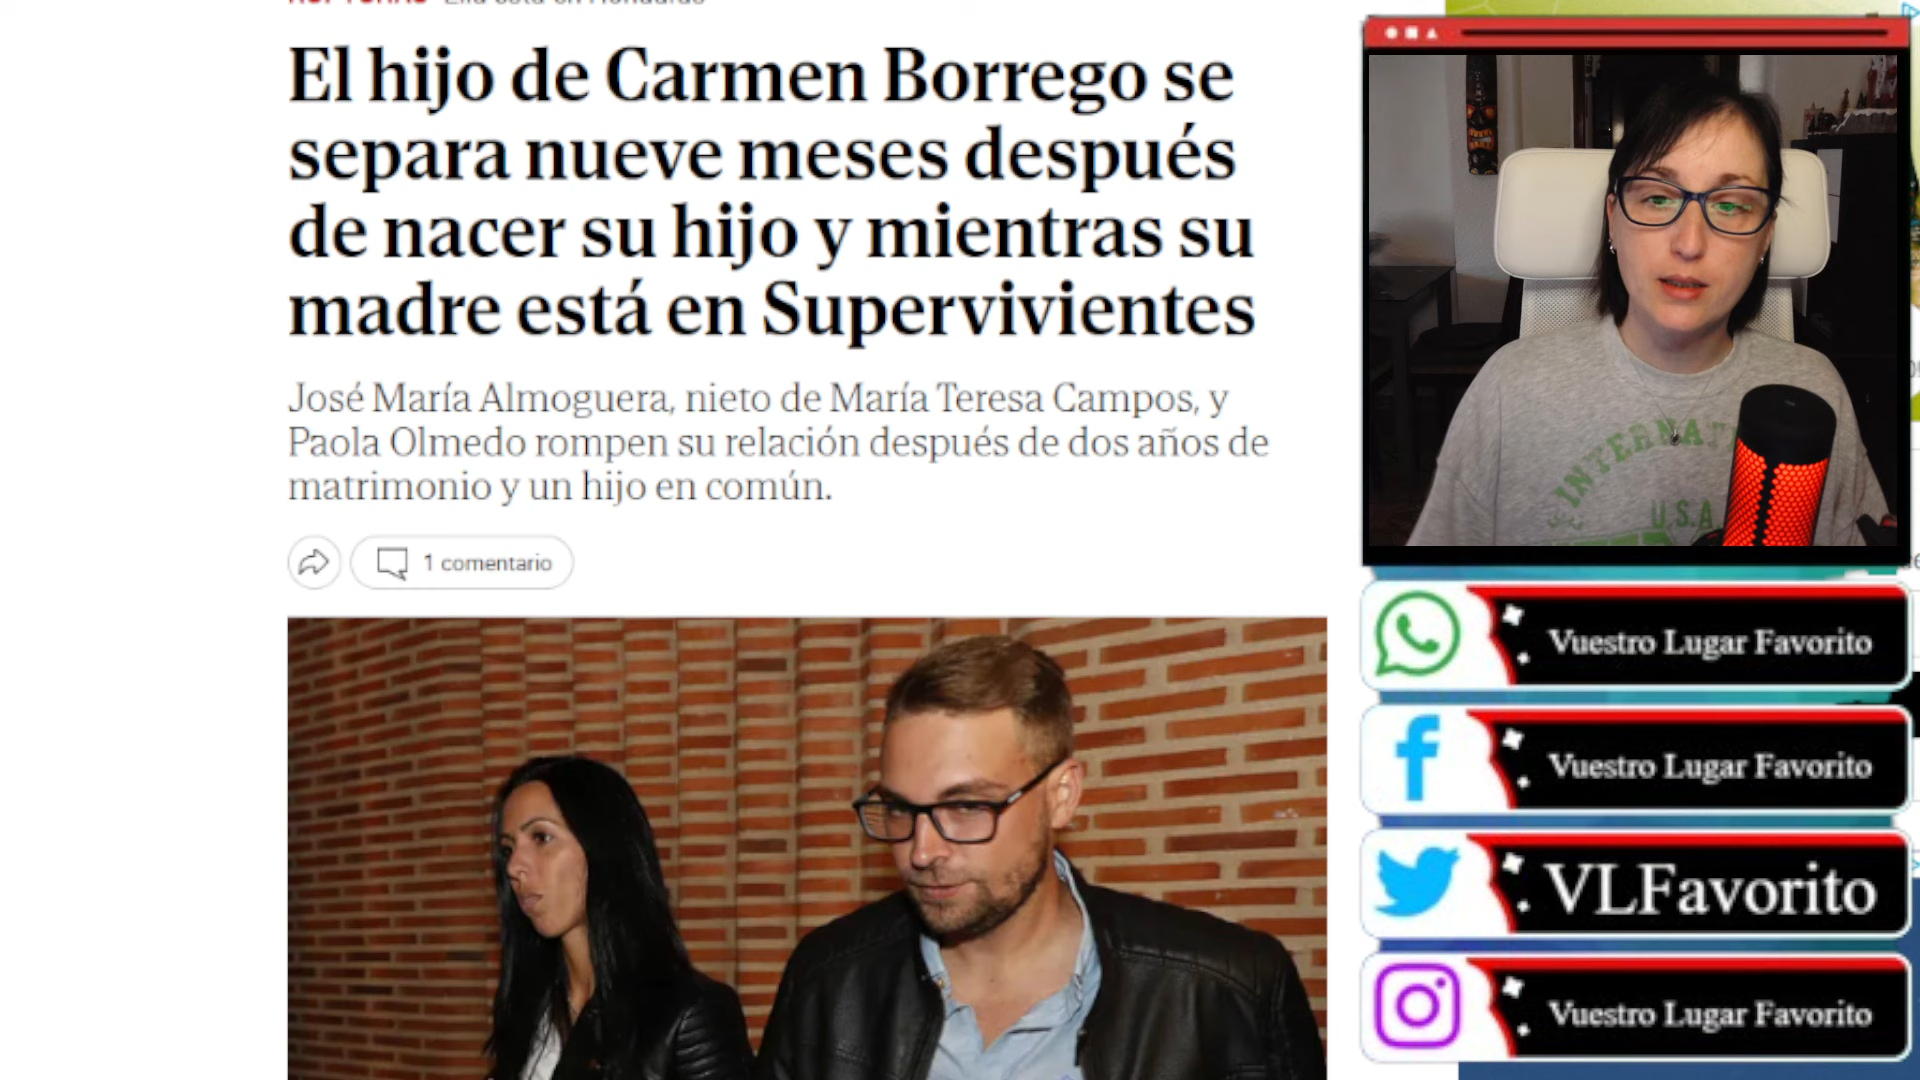 El hijo de Carmen Borrego se
separa nueve meses después
de nacer su hijo y mientras su
madre está en Supervivientes
José María Almoguera, nieto de María Teresa Campos, y
Paola Olmedo rompen su relación después de dos años de
matrimonio y un hijo en común.
1 comentario
INTERNAT
U.S.A
Vuestro Lugar Favorito
Vuestro Lugar Favorito
VLFavorito
Vuestro Lugar Favorito